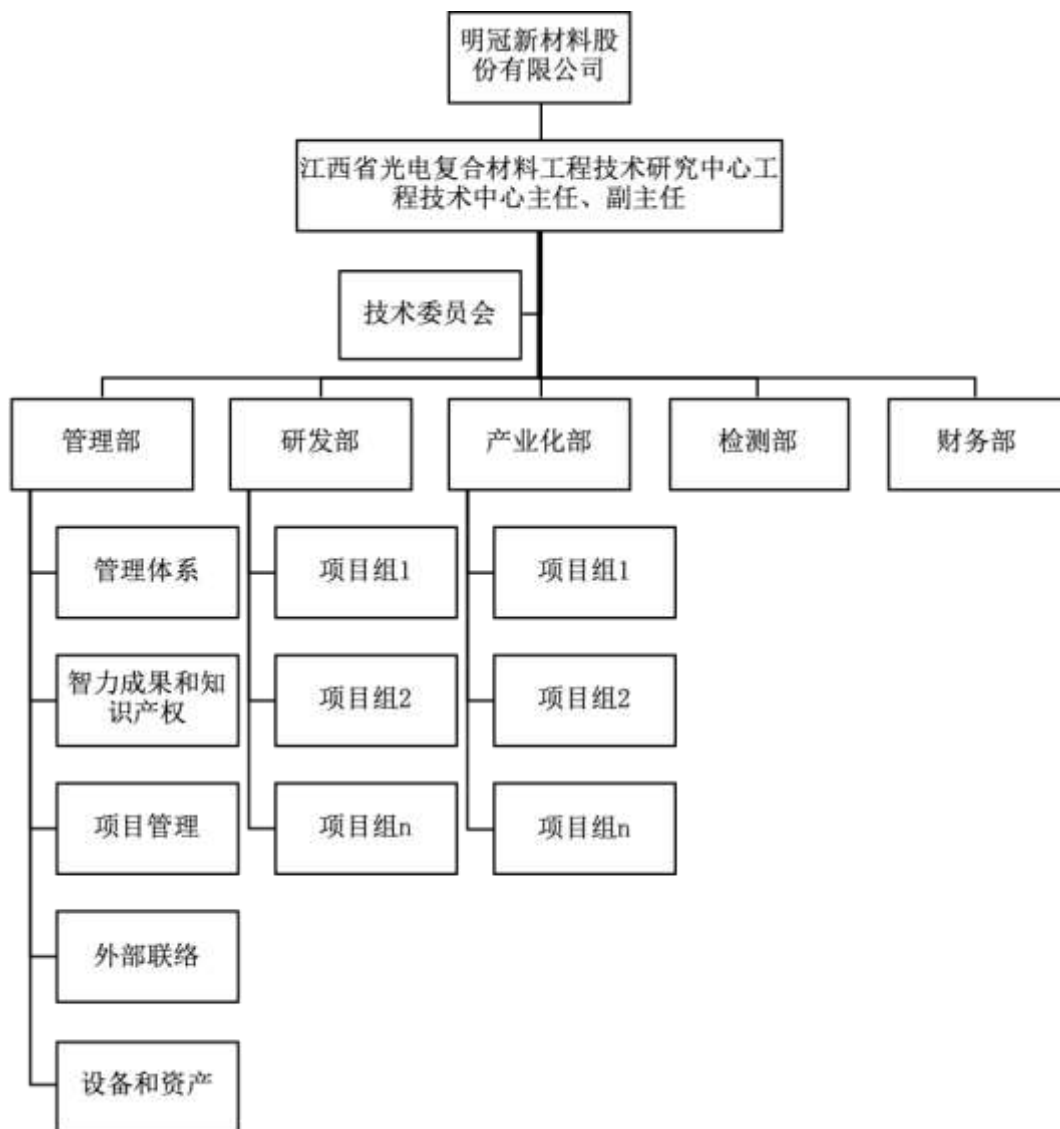 明冠新材料股
份有限公司
江西省光电复合材料工程技术研究中心工
程技术中心主任、副主任
技术委员会
管理部
研发部
产业化部
检测部
财务部
管理体系
项目组1
项目组1
智力成果和知
识产权
项目组2
项目组2
项目管理
项目组n
项目组n
外部联络
设备和资产